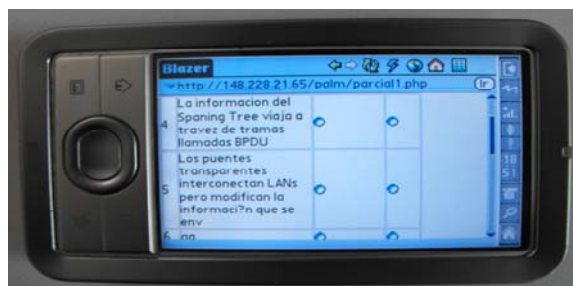 Blazer
http://148.228.21.65/palm/parcial1.php
Ir
La informacion del
4 Spaning Tree viaja a
travez de tramas
llamadas BPDU
Los puentes
transparentes
5 interconectan LANs
pero modifican la
informaci?n que se
env
6 aa
18
51